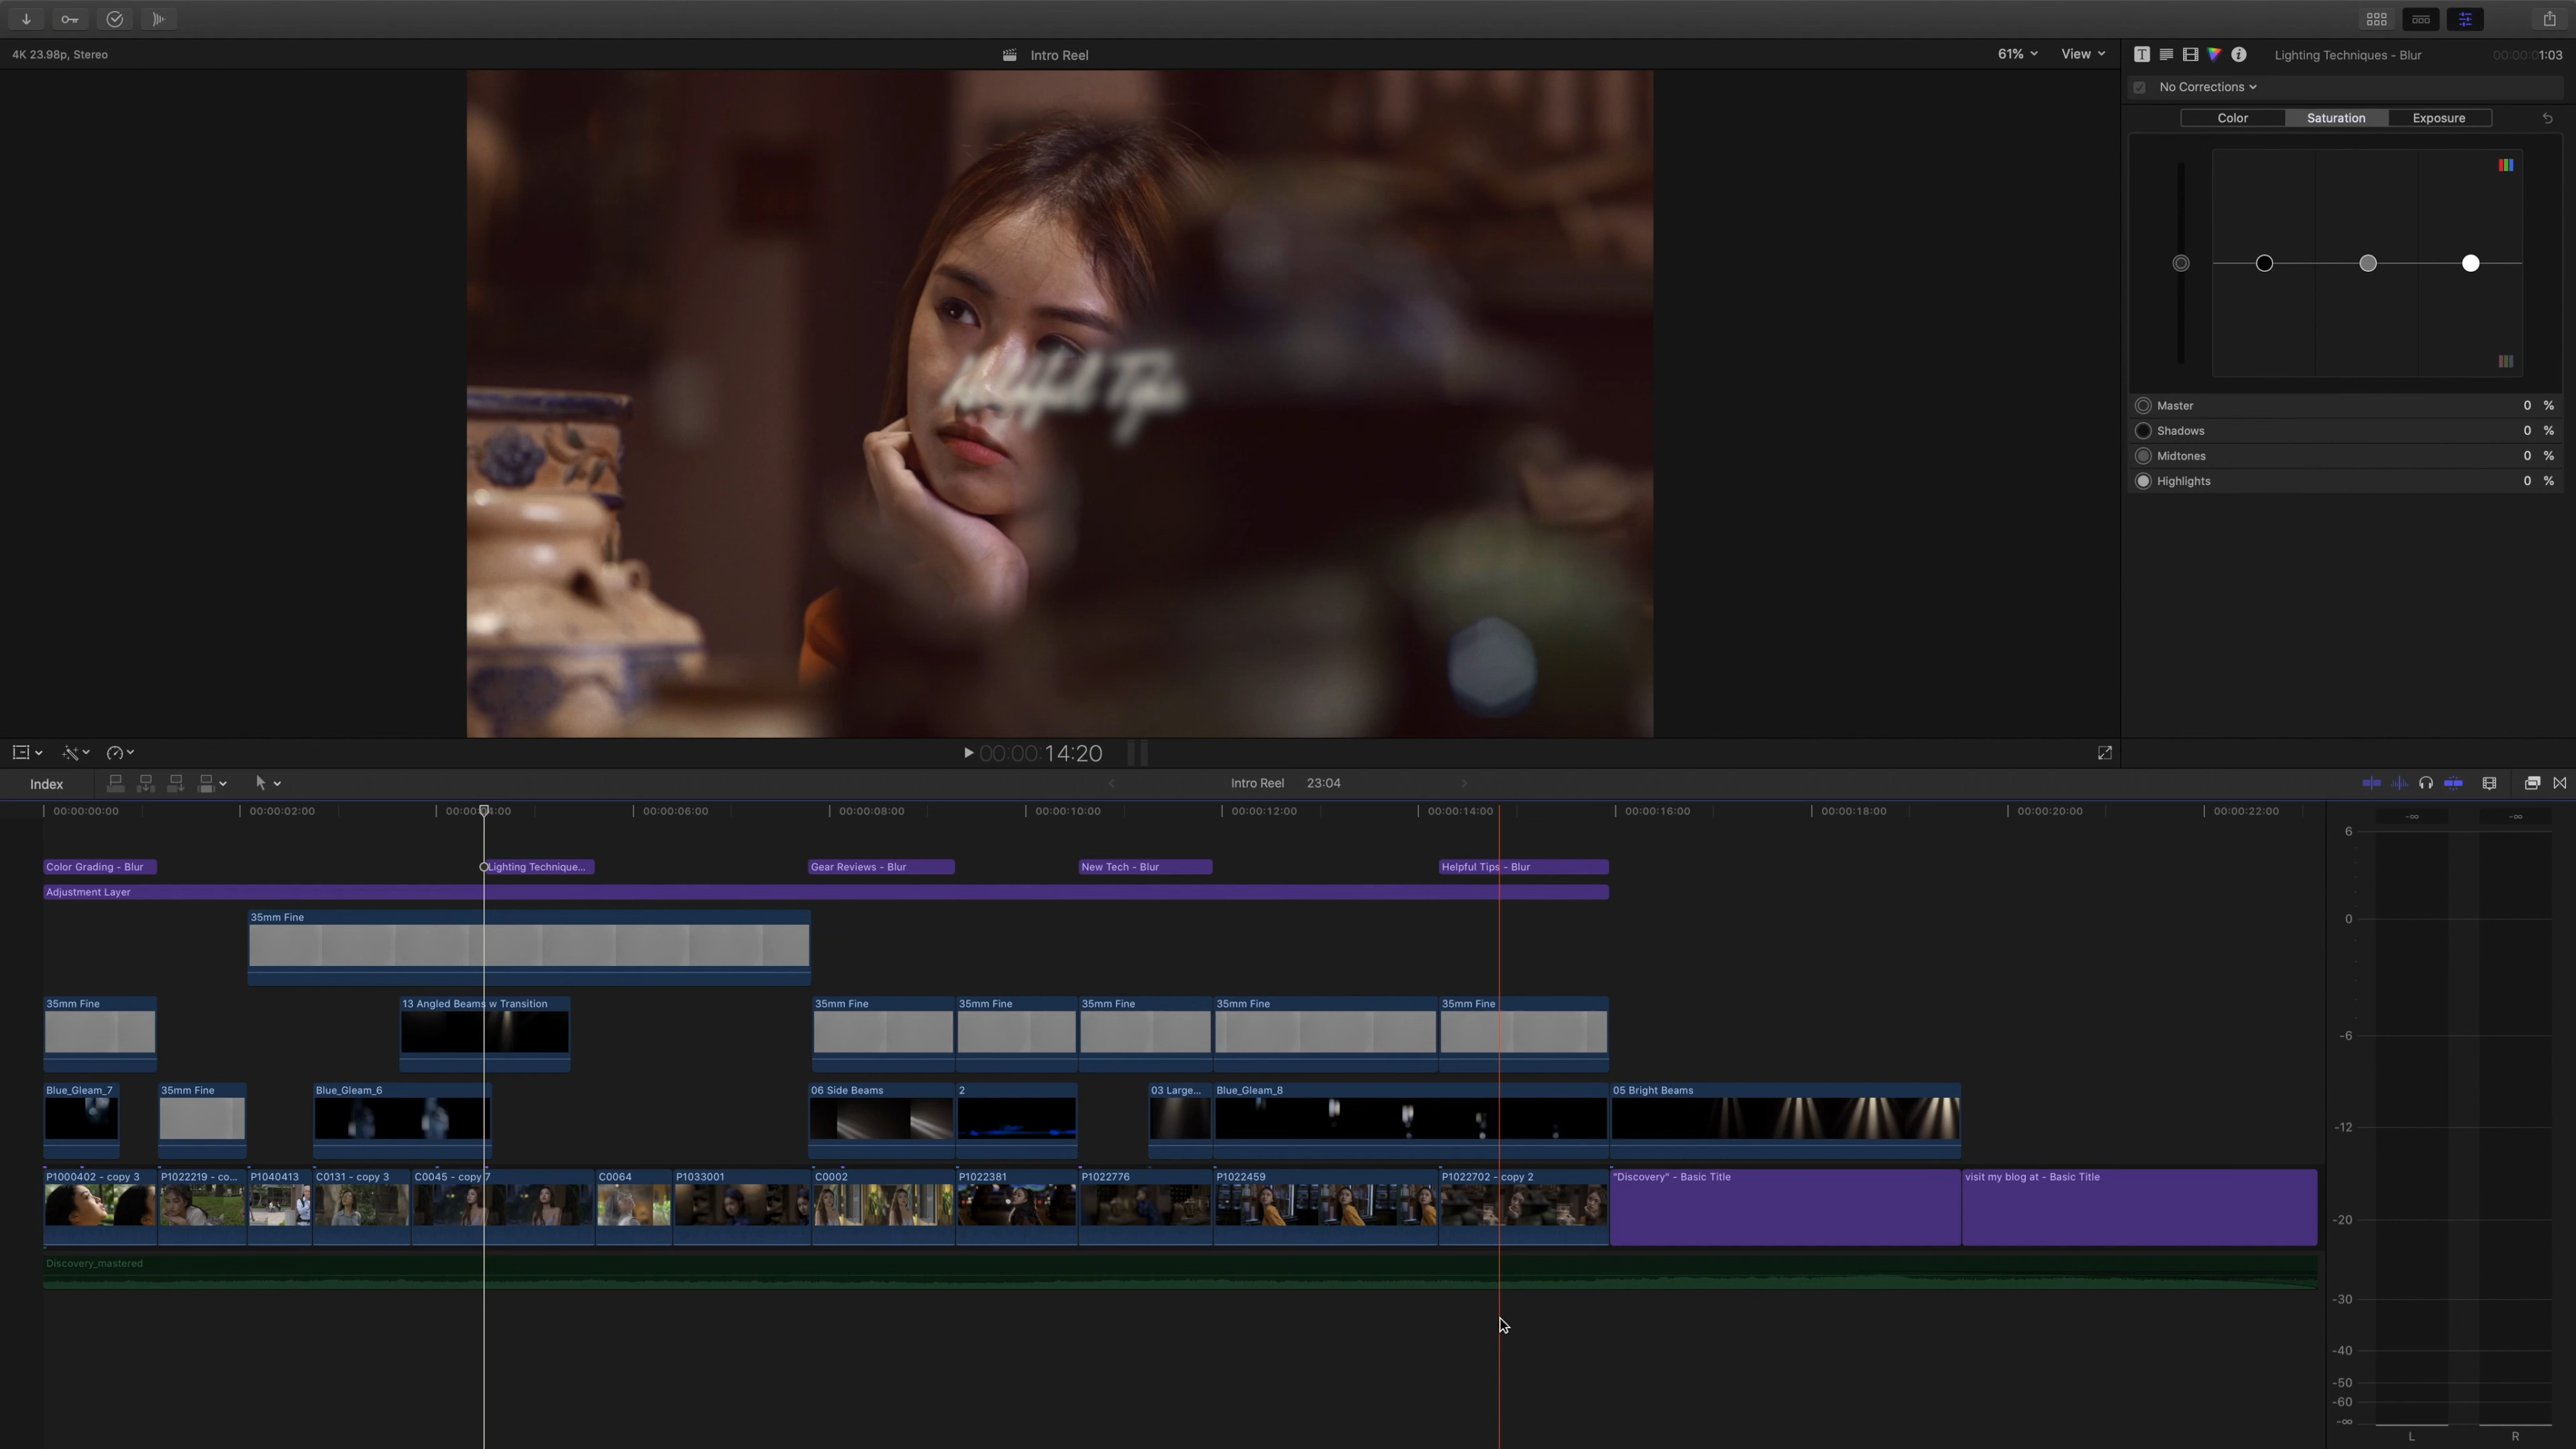 4K 23.98p, Stereo
Intro Reel
61%
View
Lighting Techniques - Blur
00:00:01:03
No Corrections
Color
Saturation
Exposure
Helpful Tips
Master 0 %
Shadows 0 %
Midtones 0 %
Highlights 0 %
00:00:14:20
Index
Intro Reel 23:04
00:00:00:00 00:00:02:00 00:00:04:00 00:00:06:00 00:00:08:00 00:00:10:00 00:00:12:00 00:00:14:00 00:00:16:00 00:00:18:00 00:00:20:00 00:00:22:00
Color Grading - Blur Lighting Technique... Gear Reviews - Blur New Tech - Blur Helpful Tips - Blur
Adjustment Layer
35mm Fine
35mm Fine 13 Angled Beams w Transition 35mm Fine 35mm Fine 35mm Fine 35mm Fine 35mm Fine
Blue_Gleam_7 35mm Fine Blue_Gleam_6 06 Side Beams 2 03 Large... Blue_Gleam_8 05 Bright Beams
P1000402 - copy 3 P1022219 - co... P1040413 C0131 - copy 3 C0045 - copy 7 C0064 P1033001 C0002 P1022381 P1022776 P1022459 P1022702 - copy 2 "Discovery" - Basic Title visit my blog at - Basic Title
Discovery_mastered
-∞ -∞
6
0
-6
-12
-20
-30
-40
-50
-60
-∞
L R